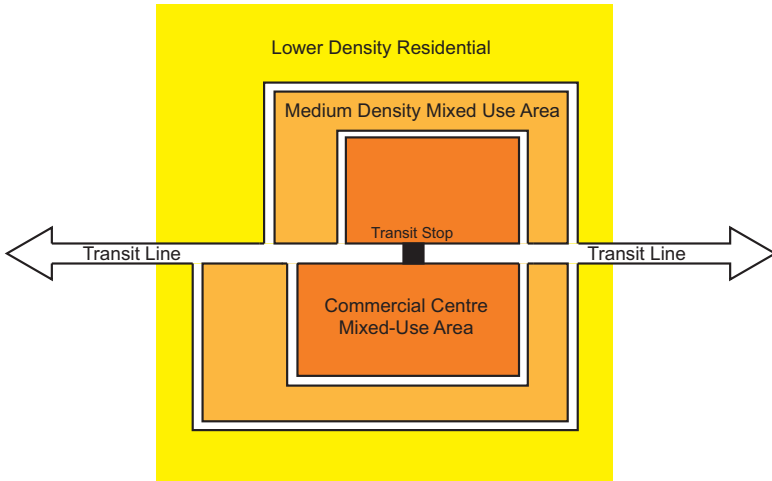 Lower Density Residential
Medium Density Mixed Use Area
Transit Stop
Transit Line
Transit Line
Commercial Centre
Mixed-Use Area